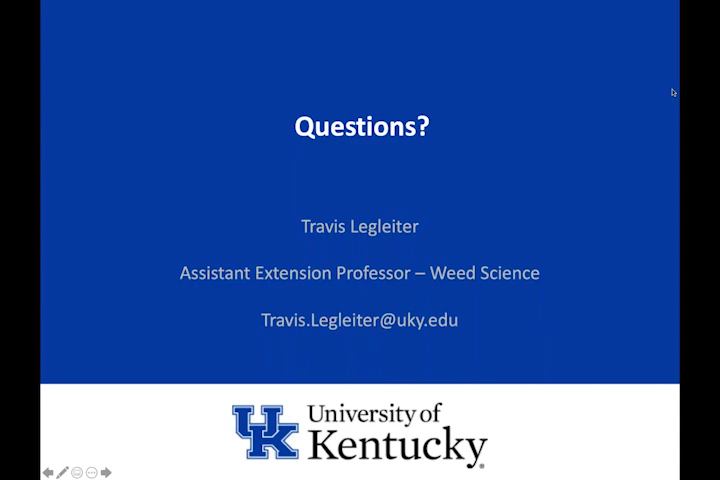 Questions?
Travis Legleiter
Assistant Extension Professor – Weed Science
Travis.Legleiter@uky.edu
UK
University of
Kentucky®